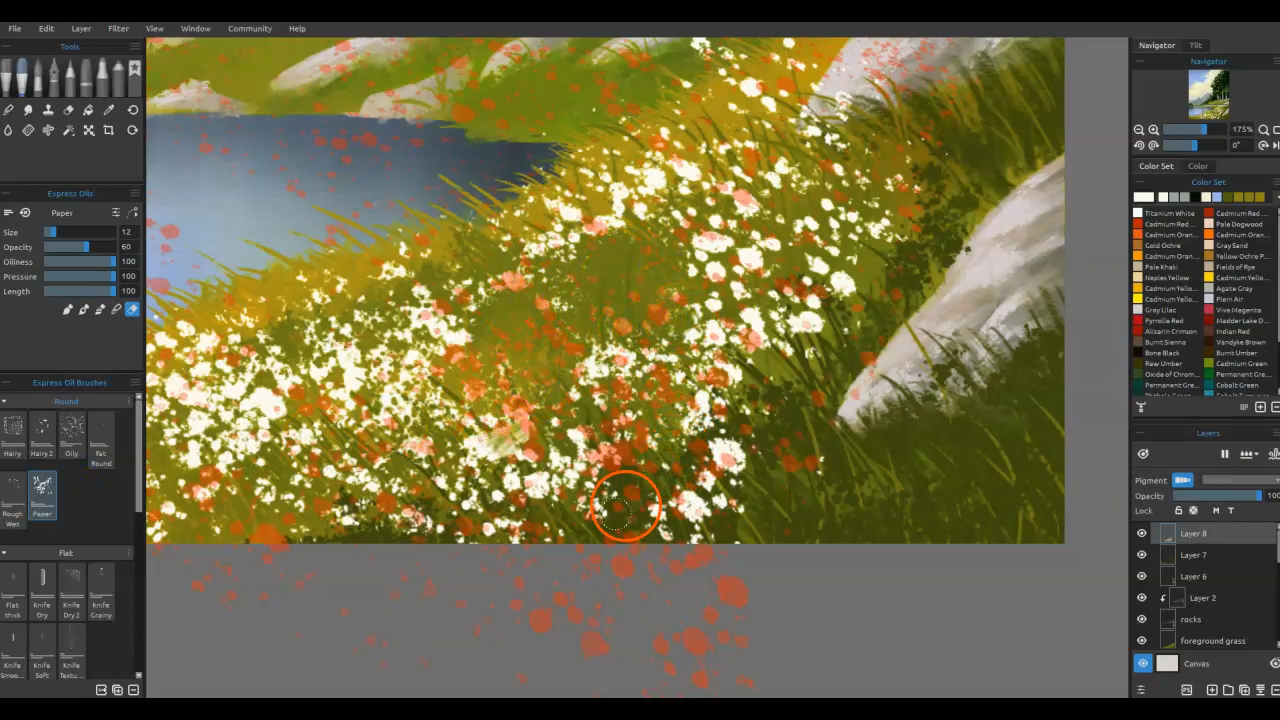 File Edit Layer Filter View Window Community Help
Tools
Express Oils
Paper
Size 12
Opacity 60
Oiliness 100
Pressure 100
Length 100
Express Oil Brushes
Round
Hairy Hairy 2 Oily Fat Round
Rough Wet Paper
Flat
Flat thick Knife Dry Knife Dry 2 Knife Grainy
Knife Smoo... Knife Soft Knife Textu...
Navigator Tilt
Navigator
175%
0°
Color Set Color
Color Set
Titanium White Cadmium Red ...
Cadmium Red ... Pale Dogwood
Cadmium Oran... Cadmium Oran...
Gold Ochre Gray Sand
Cadmium Oran... Yellow Ochre P...
Pale Khaki Fields of Rye
Naples Yellow Cadmium Yello...
Cadmium Yello... Agate Gray
Cadmium Yello... Plein Air
Gray Lilac Viva Magenta
Pyrrolle Red Madder Lake D...
Alizarin Crimson Indian Red
Burnt Sienna Vandyke Brown
Bone Black Burnt Umber
Raw Umber Cadmium Green
Oxide of Chrom... Permanent Gre...
Permanent Gre... Cobalt Green
Layers
Pigment
Opacity 100
Lock M T
Layer 8
Layer 7
Layer 6
Layer 2
rocks
foreground grass
Canvas